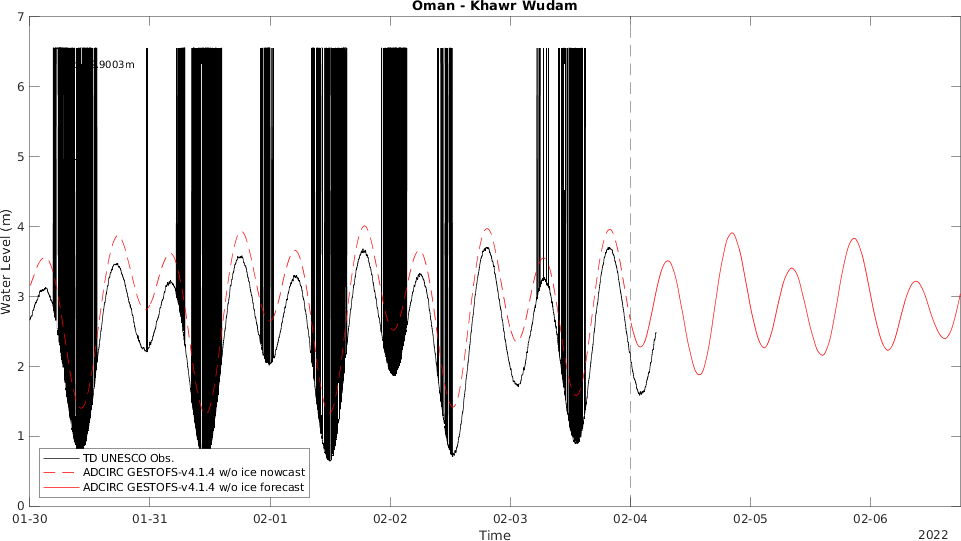 Oman - Khawr Wudam
7
6
5
4
3
2
1
0
Water Level (m)
.9003m
TD UNESCO Obs.
ADCIRC GESTOFS-v4.1.4 w/o ice nowcast
ADCIRC GESTOFS-v4.1.4 w/o ice forecast
01-30 01-31 02-01 02-02 02-03 02-04 02-05 02-06
Time
2022